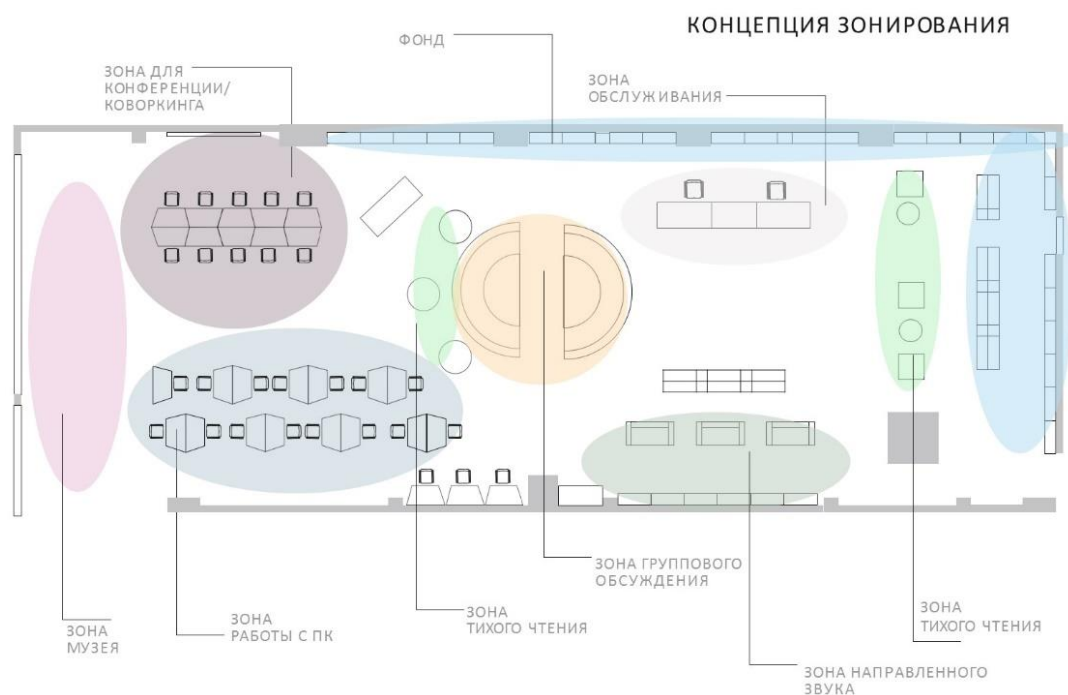 КОНЦЕПЦИЯ ЗОНИРОВАНИЯ
ФОНД
ЗОНА ДЛЯ
КОНФЕРЕНЦИИ/
КОВОРКИНГА
ЗОНА
ОБСЛУЖИВАНИЯ
ЗОНА
МУЗЕЯ
ЗОНА
РАБОТЫ С ПК
ЗОНА
ТИХОГО ЧТЕНИЯ
ЗОНА ГРУППОВОГО
ОБСУЖДЕНИЯ
ЗОНА НАПРАВЛЕННОГО
ЗВУКА
ЗОНА
ТИХОГО ЧТЕНИЯ